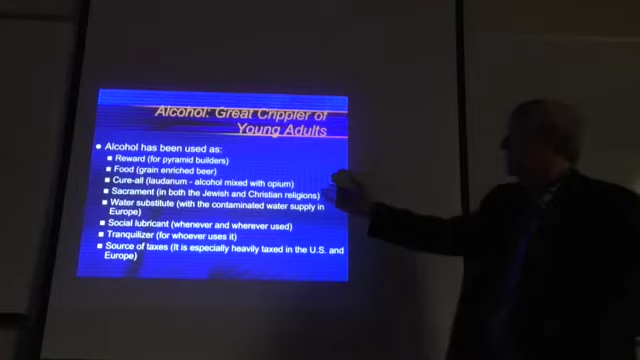 Alcohol: Great Crippler of
Young Adults
Alcohol has been used as:
Reward (for pyramid builders)
Food (grain enriched beer)
Cure-all (laudanum - alcohol mixed with opium)
Sacrament (in both the Jewish and Christian religions)
Water substitute (with the contaminated water supply in
Europe)
Social lubricant (whenever and wherever used)
Tranquilizer (for whoever uses it)
Source of taxes (It is especially heavily taxed in the U.S. and
Europe)